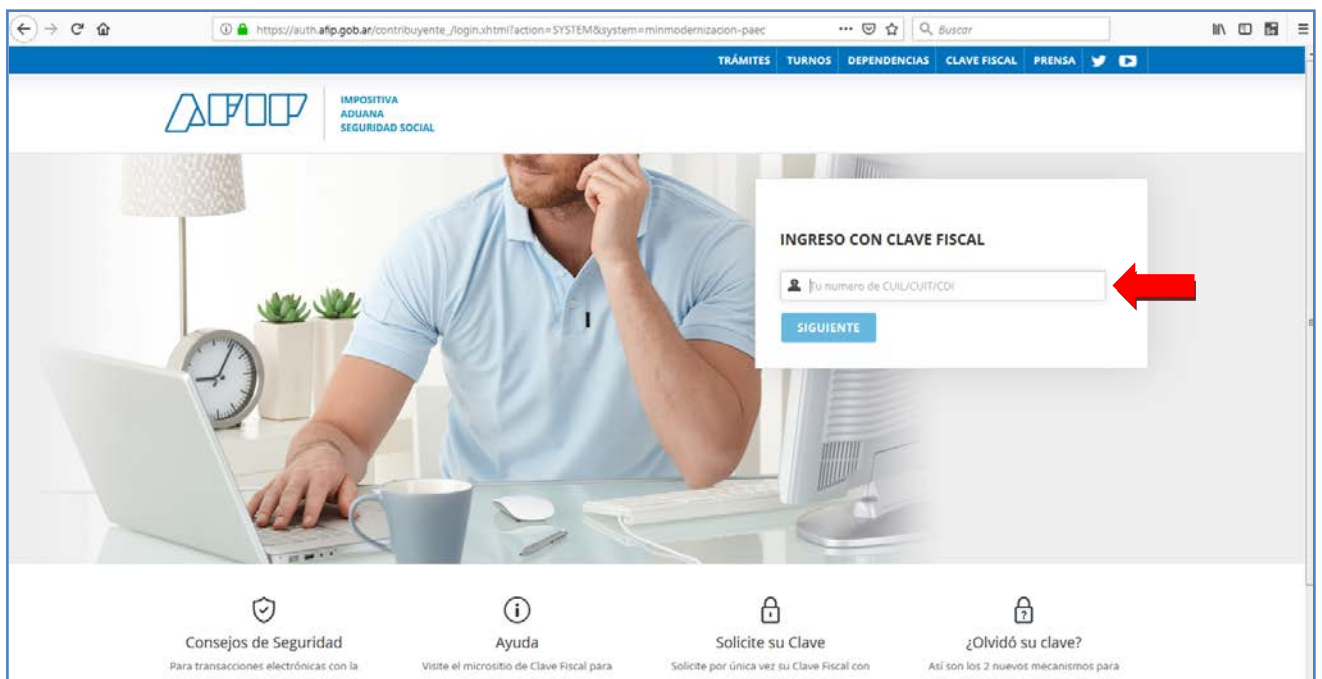 https://auth.afip.gob.ar/contribuyente_/login.xhtml?action=SYSTEM&system=minmodernizacion-paec
Buscar
TRÁMITES TURNOS DEPENDENCIAS CLAVE FISCAL PRENSA
AFIP
IMPOSITIVA
ADUANA
SEGURIDAD SOCIAL
INGRESO CON CLAVE FISCAL
Tu numero de CUIL/CUIT/CDI
SIGUIENTE
Consejos de Seguridad
Para transacciones electrónicas con la
Ayuda
Visite el micrositio de Clave Fiscal para
Solicite su Clave
Solicite por única vez su Clave Fiscal con
¿Olvidó su clave?
Así son los 2 nuevos mecanismos para